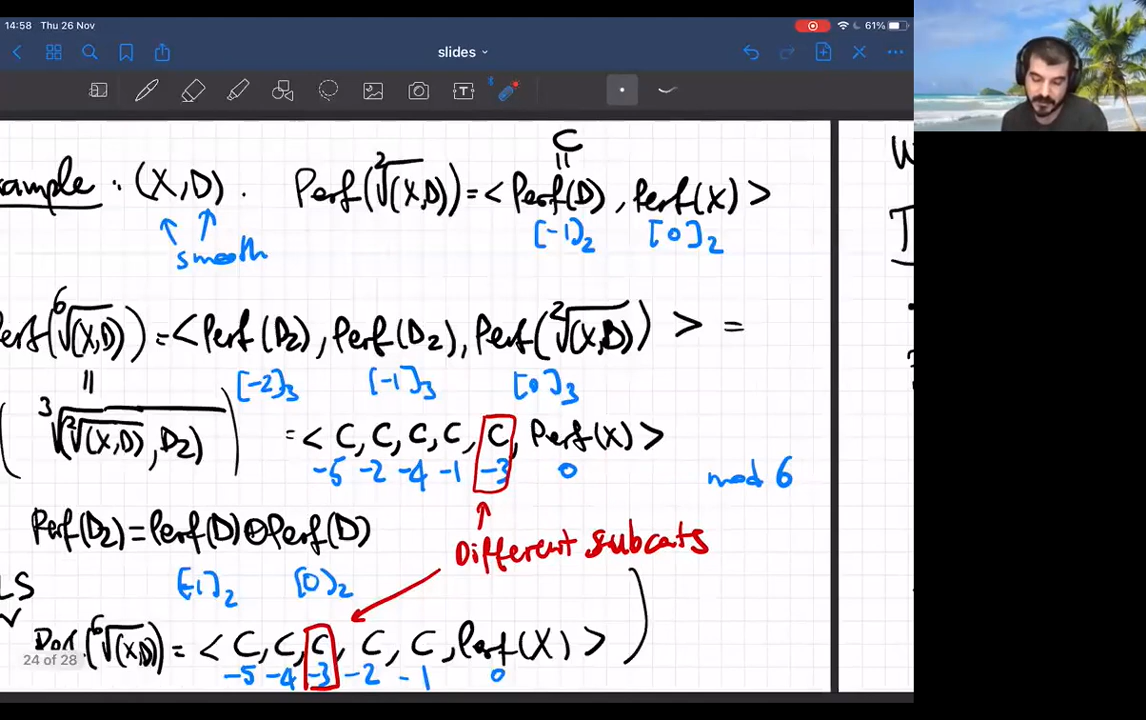 14:58 Thu 26 Nov 61%
slides
C
||
xample : (X,D) . Perf(²√(X,D)) = < Perf(D) , Perf(X) >
[-1]₂ [0]₂
smooth
erf(⁶√(X,D)) = < Perf(D₂), Perf(D₂), Perf(²√(X,D)) > =
|| [-2]₃ [-1]₃ [0]₃
( ³√(²√(X,D), D₂) ) = < C, C, C, C, C, Perf(X) >
-5 -2 -4 -1 -3 0 mod 6
Perf(D₂) = Perf(D) ⊕ Perf(D)
Different subcats
[-1]₂ [0]₂
LS
(⁶√(X,D)) = < C, C, C, C, C, Perf(X) > )
24 of 28
-5 -4 -3 -2 -1 0